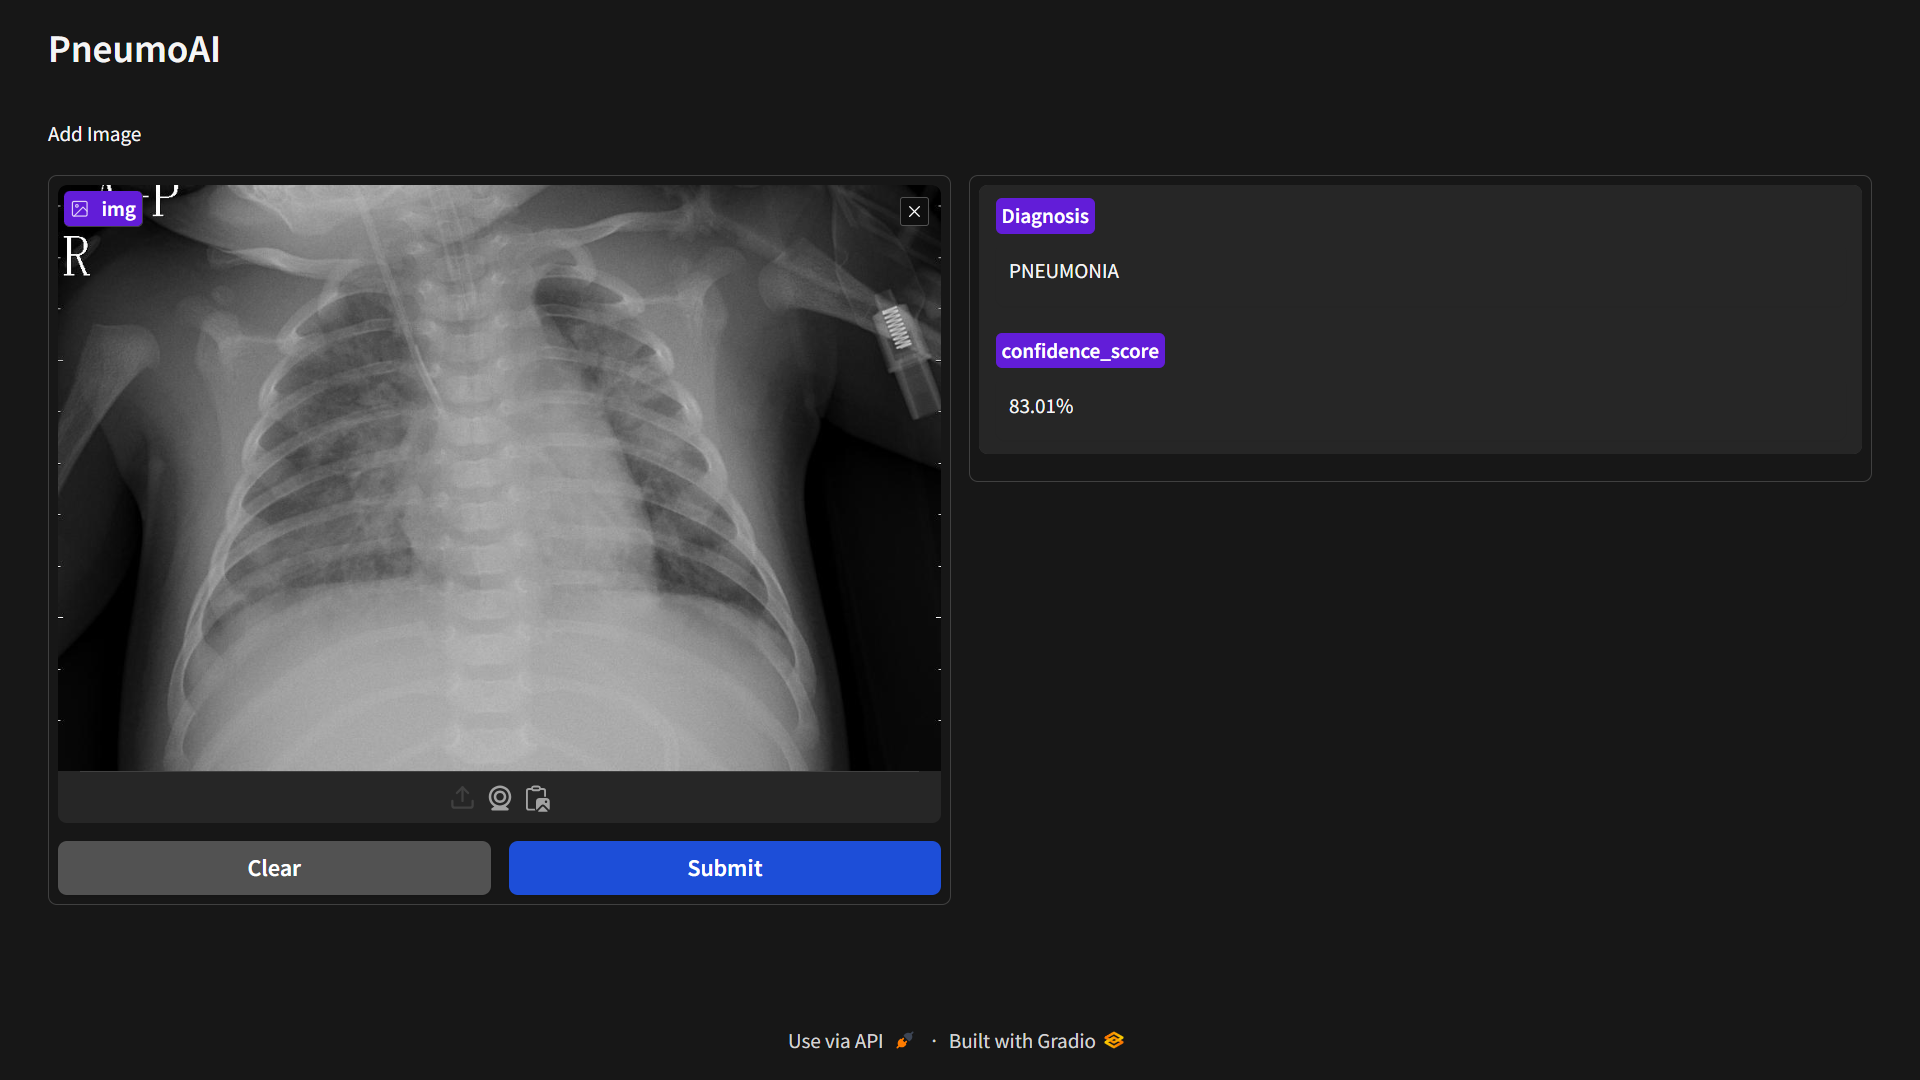 PneumoAI
Add Image
img
P
R
Diagnosis
PNEUMONIA
confidence_score
83.01%
Clear
Submit
Use via API · Built with Gradio